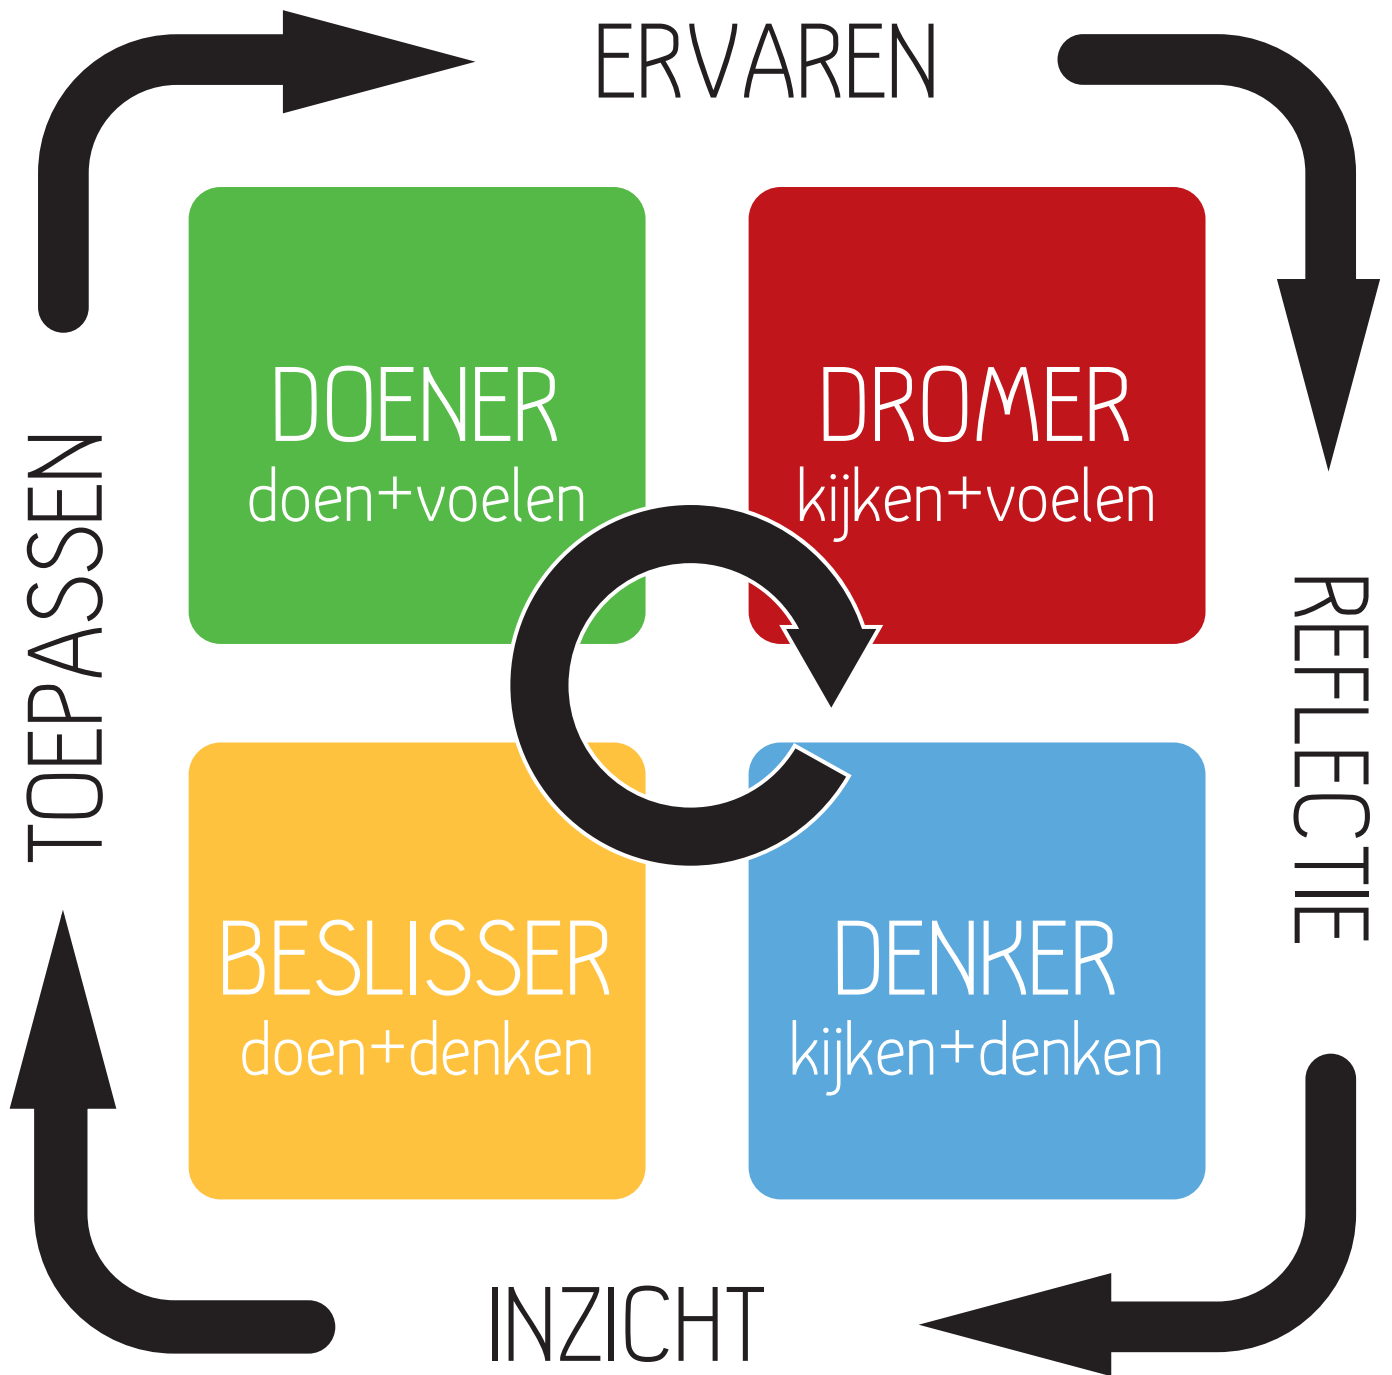 ERVAREN
DOENER
doen+voelen
DROMER
kijken+voelen
TOEPASSEN
REFLECTIE
BESLISSER
doen+denken
DENKER
kijken+denken
INZICHT